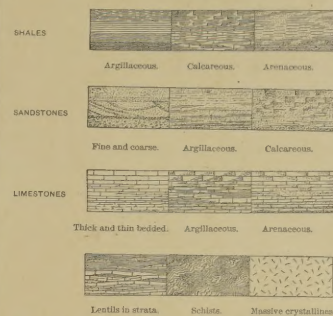 SHALES
Argillaceous. Calcareous. Arenaceous.
SANDSTONES
Fine and coarse. Argillaceous. Calcareous.
LIMESTONES
Thick and thin bedded. Argillaceous. Arenaceous.
Lentils in strata. Schists. Massive crystallines